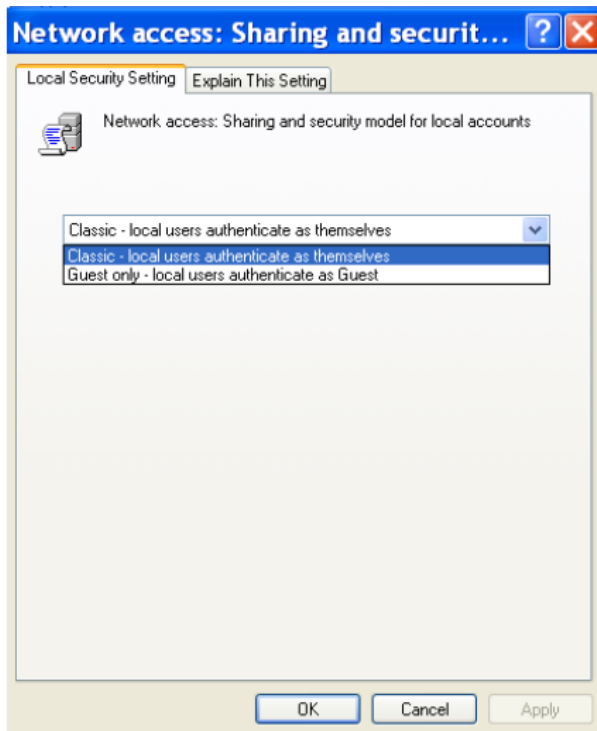 Network access: Sharing and securit...
Local Security Setting
Explain This Setting
Network access: Sharing and security model for local accounts
Classic - local users authenticate as themselves
Classic - local users authenticate as themselves
Guest only - local users authenticate as Guest
OK
Cancel
Apply